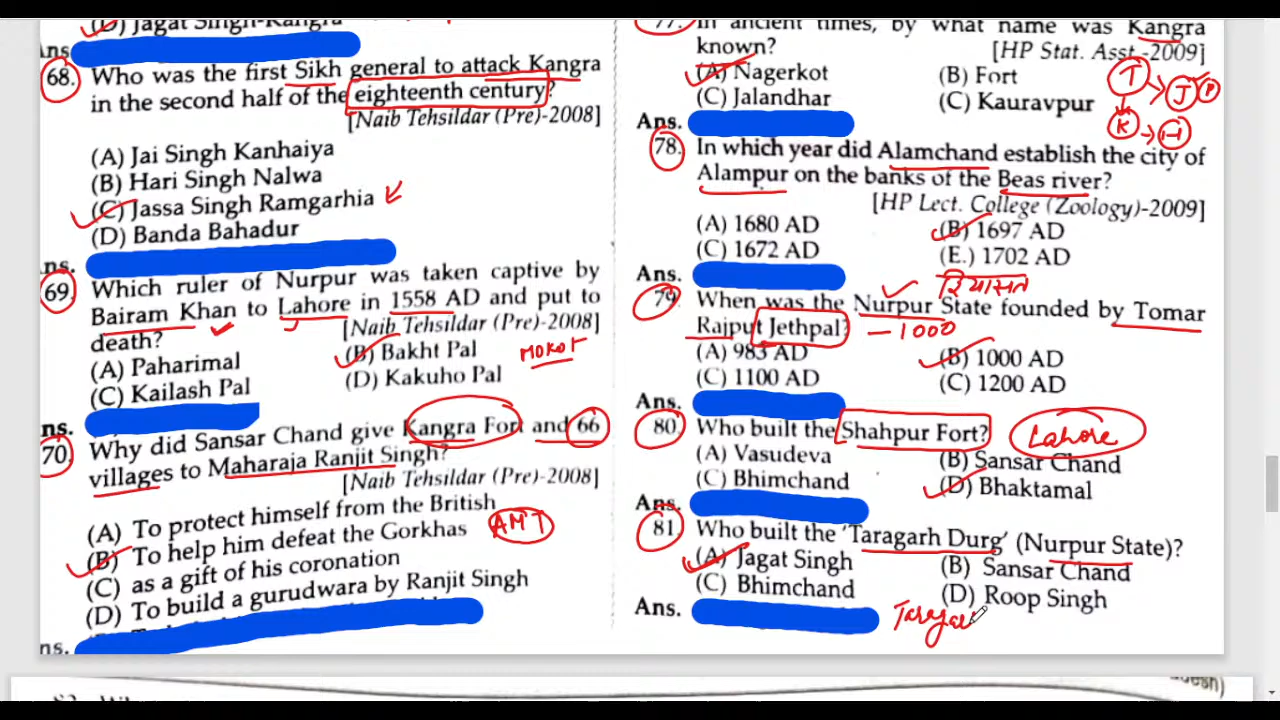 (D) Jagat Singh-Kangra
Ans
68. Who was the first Sikh general to attack Kangra
in the second half of the eighteenth century?
[Naib Tehsildar (Pre)-2008]
(A) Jai Singh Kanhaiya
(B) Hari Singh Nalwa
(C) Jassa Singh Ramgarhia
(D) Banda Bahadur
ns.
69. Which ruler of Nurpur was taken captive by
Bairam Khan to Lahore in 1558 AD and put to
death?
[Naib Tehsildar (Pre)-2008]
(A) Paharimal
(B) Bakht Pal
MOKOT
(C) Kailash Pal
(D) Kakuho Pal
ns.
70. Why did Sansar Chand give Kangra Fort and 66
villages to Maharaja Ranjit Singh?
[Naib Tehsildar (Pre)-2008]
(A) To protect himself from the British
(B) To help him defeat the Gorkhas
AMT
(C) as a gift of his coronation
(D) To build a gurudwara by Ranjit Singh
ns.
77. In ancient times, by what name was Kangra
known?
[HP Stat. Asst.-2009]
(A) Nagerkot
(B) Fort
(C) Jalandhar
(C) Kauravpur
T J P
K H
Ans.
78. In which year did Alamchand establish the city of
Alampur on the banks of the Beas river?
[HP Lect. College (Zoology)-2009]
(A) 1680 AD
(B) 1697 AD
(C) 1672 AD
(E.) 1702 AD
Ans.
रियासत
79. When was the Nurpur State founded by Tomar
Rajput Jethpal?
- 1000
(A) 983 AD
(B) 1000 AD
(C) 1100 AD
(C) 1200 AD
Ans.
80. Who built the Shahpur Fort?
Lahore
(A) Vasudeva
(B) Sansar Chand
(C) Bhimchand
(D) Bhaktamal
Ans.
81. Who built the 'Taragarh Durg' (Nurpur State)?
(A) Jagat Singh
(B) Sansar Chand
(C) Bhimchand
(D) Roop Singh
Ans.